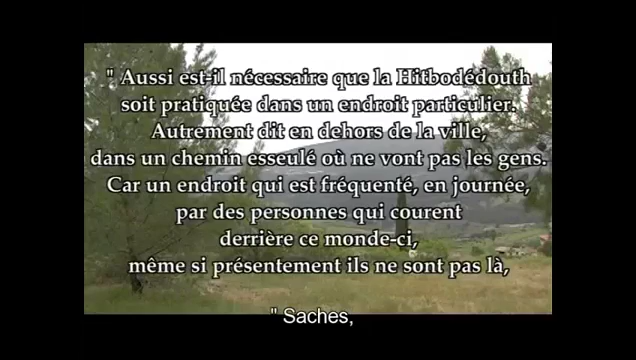 " Aussi est-il nécessaire que la Hitbodédouth
soit pratiquée dans un endroit particulier.
Autrement dit en dehors de la ville,
dans un chemin esseulé où ne vont pas les gens.
Car un endroit qui est fréquenté, en journée,
par des personnes qui courent
derrière ce monde-ci,
même si présentement ils ne sont pas là,
" Saches,